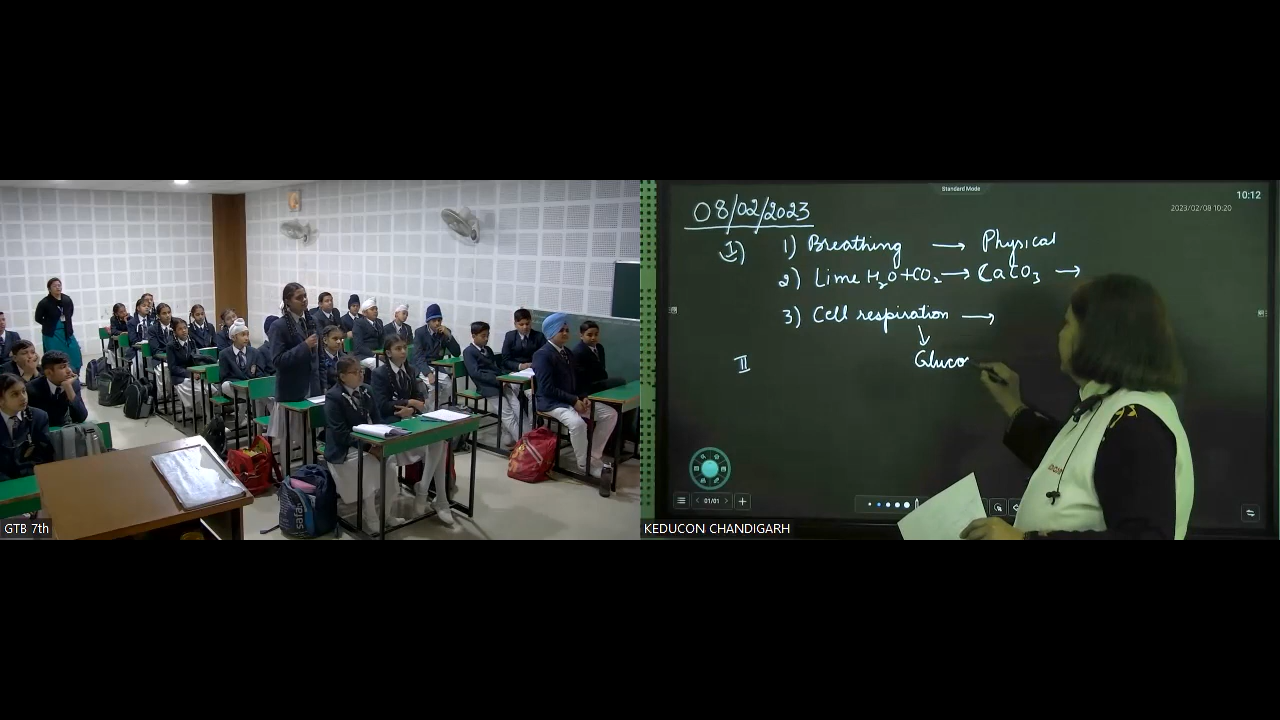 Standard Mode
10:12
2023/02/08 10:20
08/02/2023
I) 1) Breathing → Physical
2) Lime H₂O + CO₂ → CaCO₃ →
3) Cell respiration →
↓
Gluco
II
01/01
safari
GTB 7th
KEDUCON CHANDIGARH